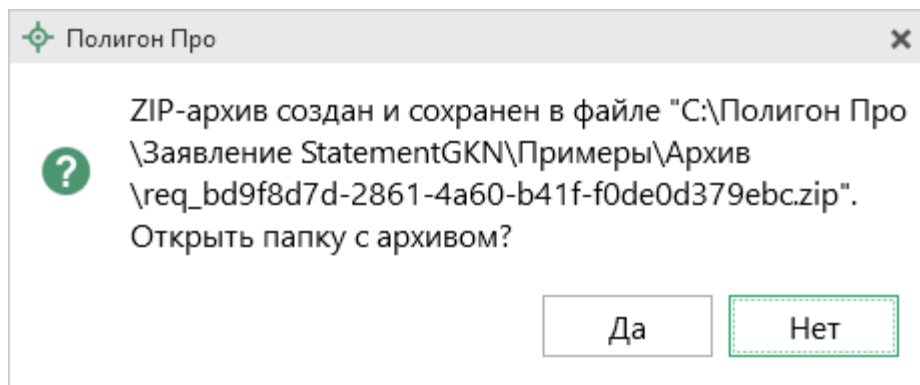 Полигон Про
ZIP-архив создан и сохранен в файле "C:\Полигон Про
\Заявление StatementGKN\Примеры\Архив
\req_bd9f8d7d-2861-4a60-b41f-f0de0d379ebc.zip".
Открыть папку с архивом?
Да
Нет